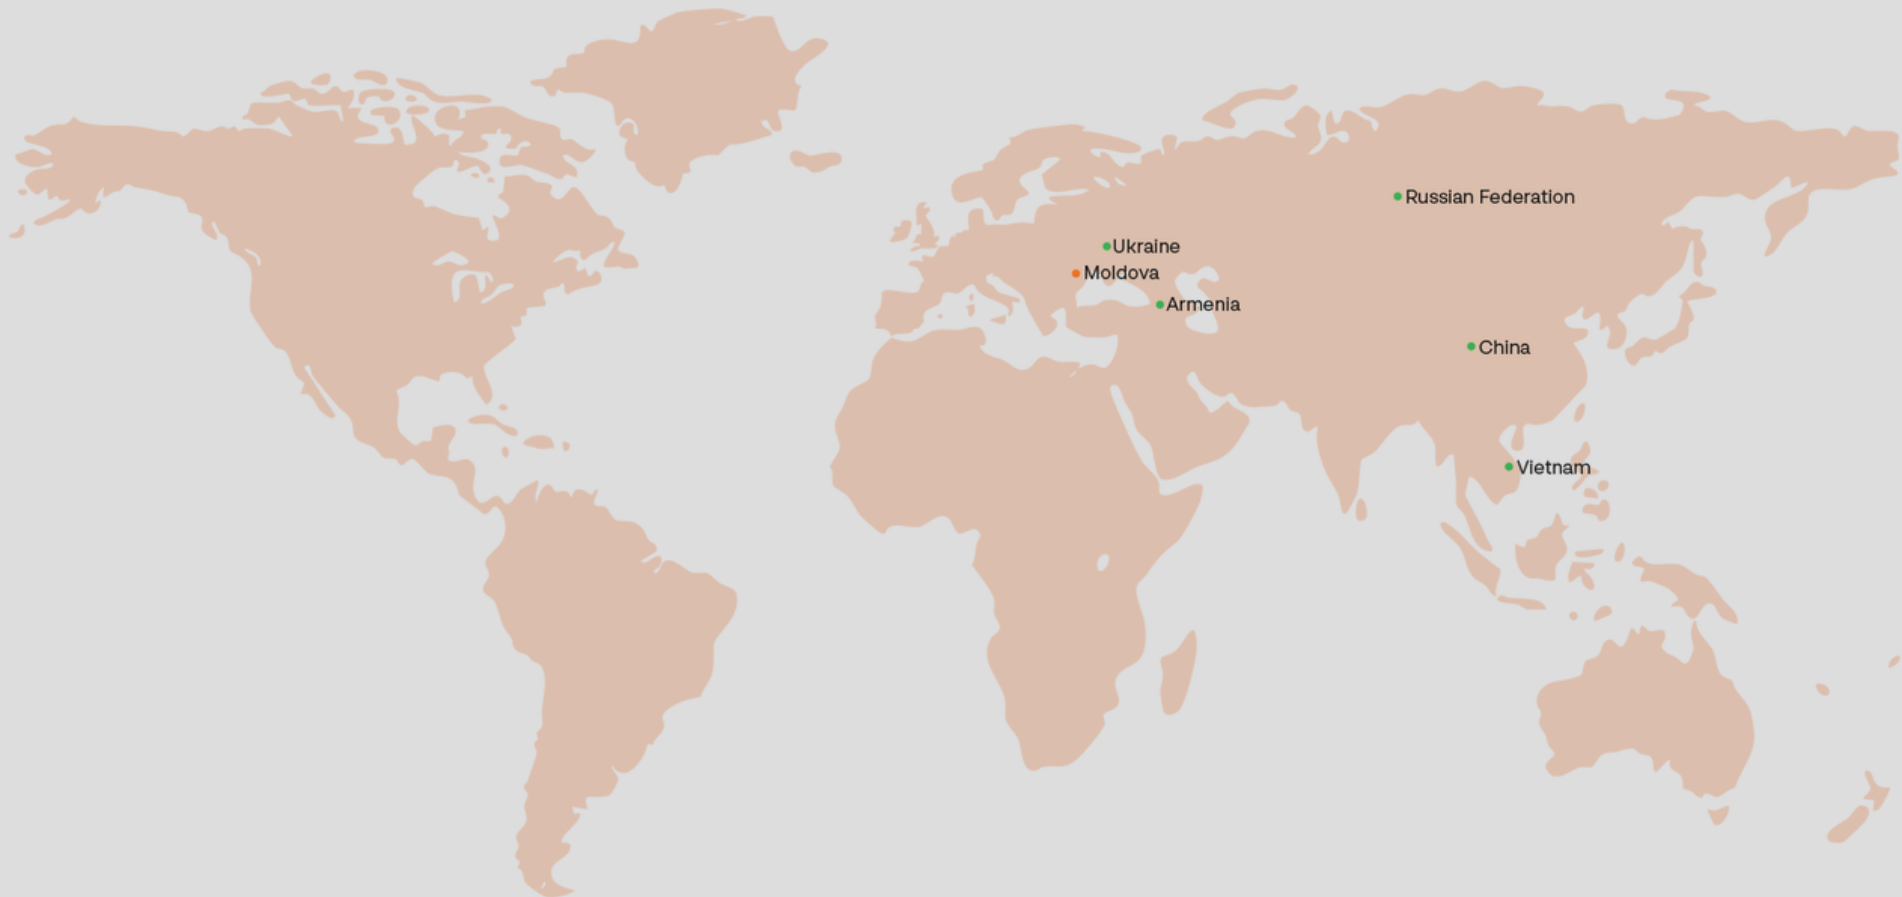 Russian Federation
Ukraine
Moldova
Armenia
China
Vietnam